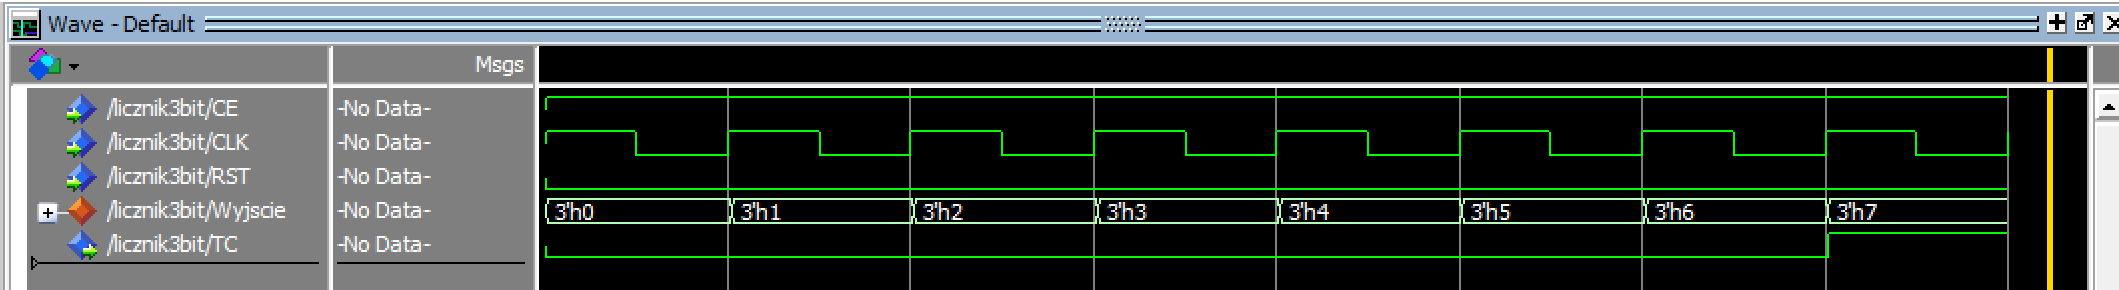 Wave - Default
Msgs
/licznik3bit/CE -No Data-
/licznik3bit/CLK -No Data-
/licznik3bit/RST -No Data-
/licznik3bit/Wyjscie -No Data- 3'h0 3'h1 3'h2 3'h3 3'h4 3'h5 3'h6 3'h7
/licznik3bit/TC -No Data-